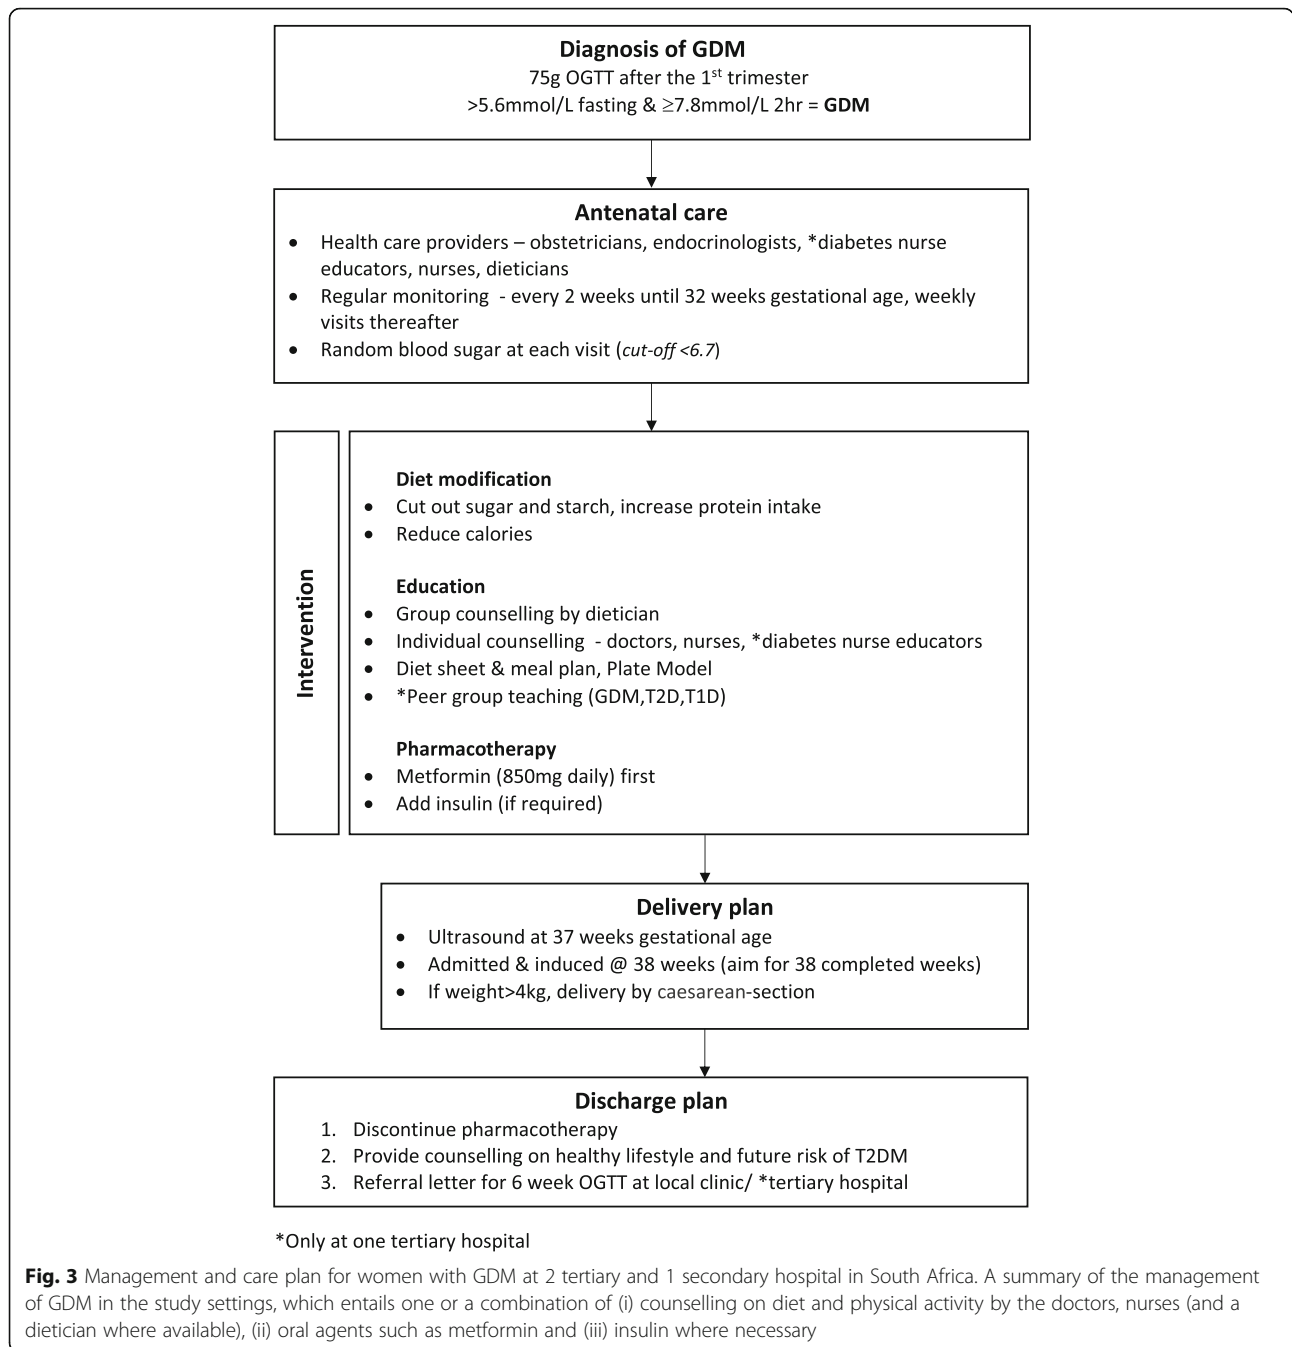 Diagnosis of GDM
75g OGTT after the 1st trimester
>5.6mmol/L fasting & ≥7.8mmol/L 2hr = GDM
Antenatal care
• Health care providers – obstetricians, endocrinologists, *diabetes nurse
educators, nurses, dieticians
• Regular monitoring - every 2 weeks until 32 weeks gestational age, weekly
visits thereafter
• Random blood sugar at each visit (cut-off <6.7)
Intervention
Diet modification
• Cut out sugar and starch, increase protein intake
• Reduce calories
Education
• Group counselling by dietician
• Individual counselling - doctors, nurses, *diabetes nurse educators
• Diet sheet & meal plan, Plate Model
• *Peer group teaching (GDM,T2D,T1D)
Pharmacotherapy
• Metformin (850mg daily) first
• Add insulin (if required)
Delivery plan
• Ultrasound at 37 weeks gestational age
• Admitted & induced @ 38 weeks (aim for 38 completed weeks)
• If weight>4kg, delivery by caesarean-section
Discharge plan
1. Discontinue pharmacotherapy
2. Provide counselling on healthy lifestyle and future risk of T2DM
3. Referral letter for 6 week OGTT at local clinic/ *tertiary hospital
*Only at one tertiary hospital
Fig. 3 Management and care plan for women with GDM at 2 tertiary and 1 secondary hospital in South Africa. A summary of the management
of GDM in the study settings, which entails one or a combination of (i) counselling on diet and physical activity by the doctors, nurses (and a
dietician where available), (ii) oral agents such as metformin and (iii) insulin where necessary